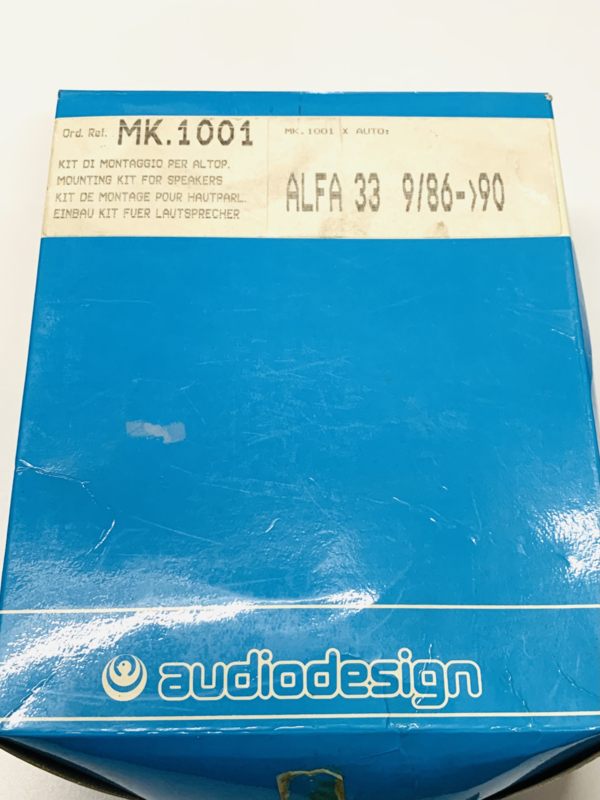 Ord. Ref. MK.1001
KIT DI MONTAGGIO PER ALTOP.
MOUNTING KIT FOR SPEAKERS
KIT DE MONTAGE POUR HAUTPARL.
EINBAU KIT FUER LAUTSPRECHER
MK.1001 X AUTO:
ALFA 33 9/86->90
audiodesign